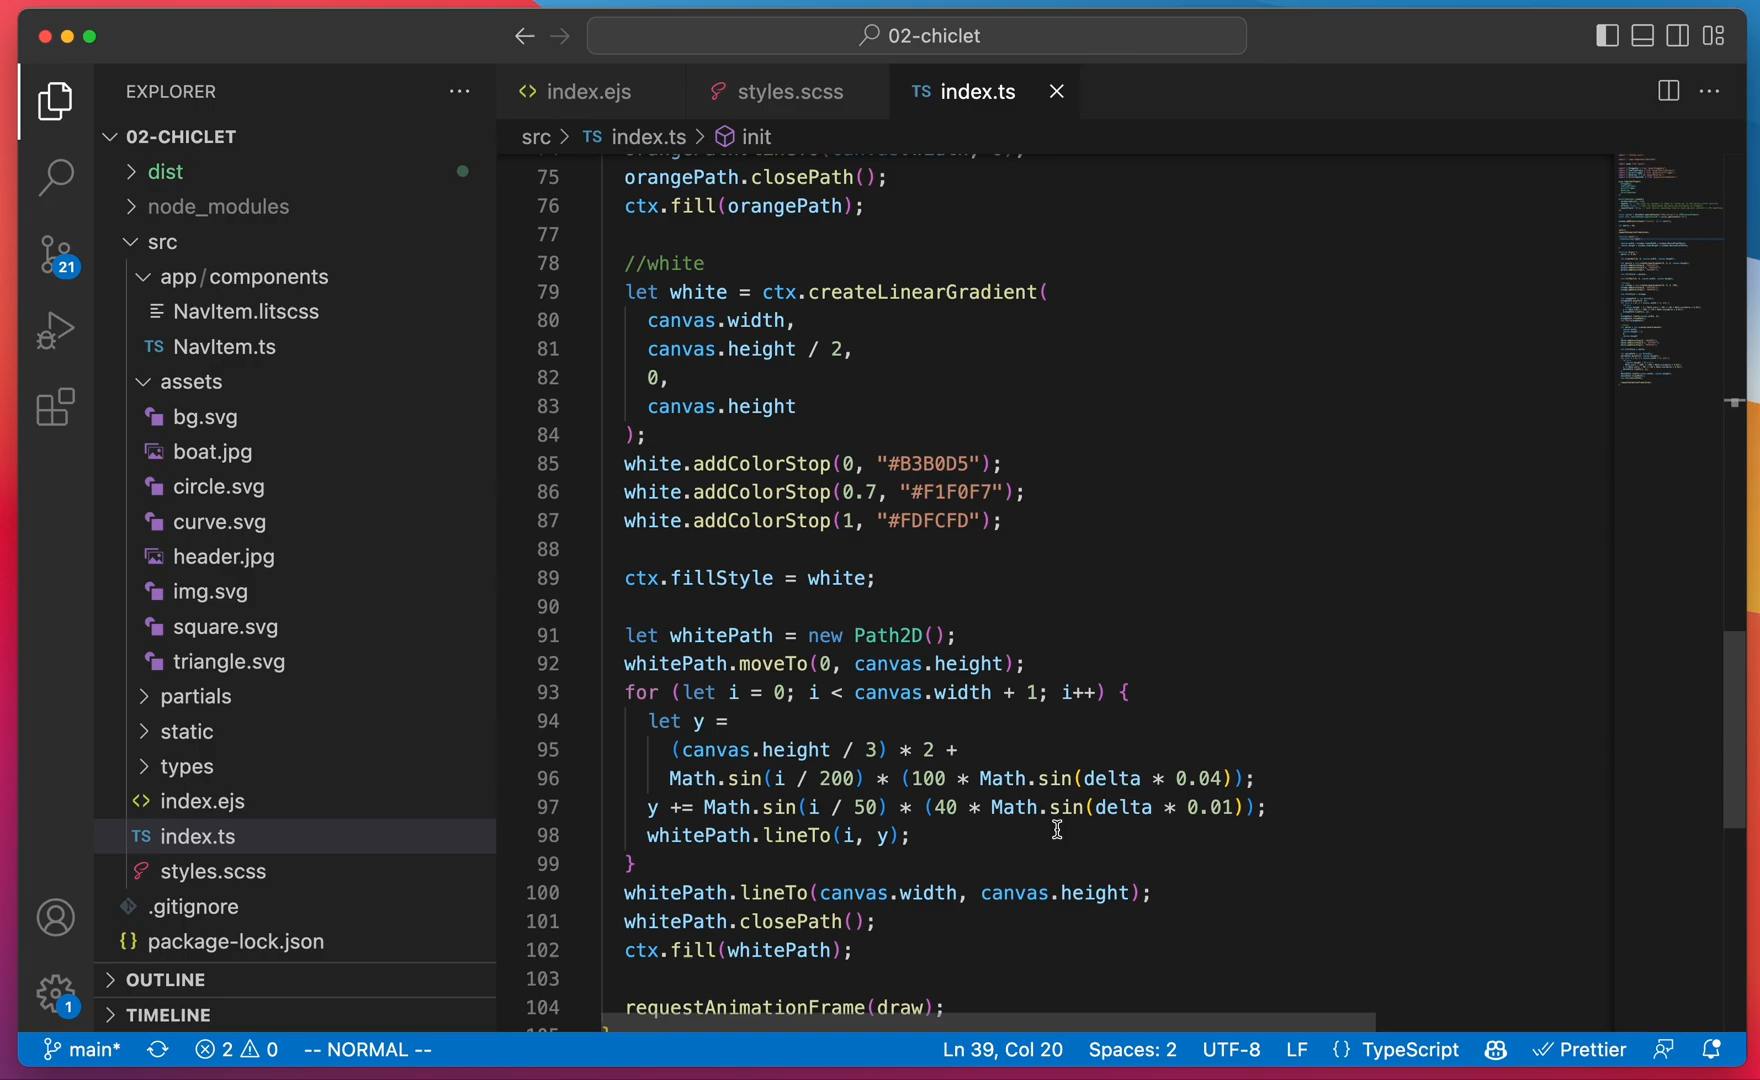 02-chiclet
EXPLORER
index.ejs
styles.scss
TS index.ts
src > TS index.ts > init
02-CHICLET
dist
node_modules
src
app/components
NavItem.litscss
TS NavItem.ts
assets
bg.svg
boat.jpg
circle.svg
curve.svg
header.jpg
img.svg
square.svg
triangle.svg
partials
static
types
index.ejs
TS index.ts
styles.scss
.gitignore
package-lock.json
OUTLINE
TIMELINE
21
1
75 orangePath.closePath();
76 ctx.fill(orangePath);
77
78 //white
79 let white = ctx.createLinearGradient(
80 canvas.width,
81 canvas.height / 2,
82 0,
83 canvas.height
84 );
85 white.addColorStop(0, "#B3B0D5");
86 white.addColorStop(0.7, "#F1F0F7");
87 white.addColorStop(1, "#FDFCFD");
88
89 ctx.fillStyle = white;
90
91 let whitePath = new Path2D();
92 whitePath.moveTo(0, canvas.height);
93 for (let i = 0; i < canvas.width + 1; i++) {
94 let y =
95 (canvas.height / 3) * 2 +
96 Math.sin(i / 200) * (100 * Math.sin(delta * 0.04));
97 y += Math.sin(i / 50) * (40 * Math.sin(delta * 0.01));
98 whitePath.lineTo(i, y);
99 }
100 whitePath.lineTo(canvas.width, canvas.height);
101 whitePath.closePath();
102 ctx.fill(whitePath);
103
104 requestAnimationFrame(draw);
main* 2 0 -- NORMAL -- Ln 39, Col 20 Spaces: 2 UTF-8 LF {} TypeScript Prettier